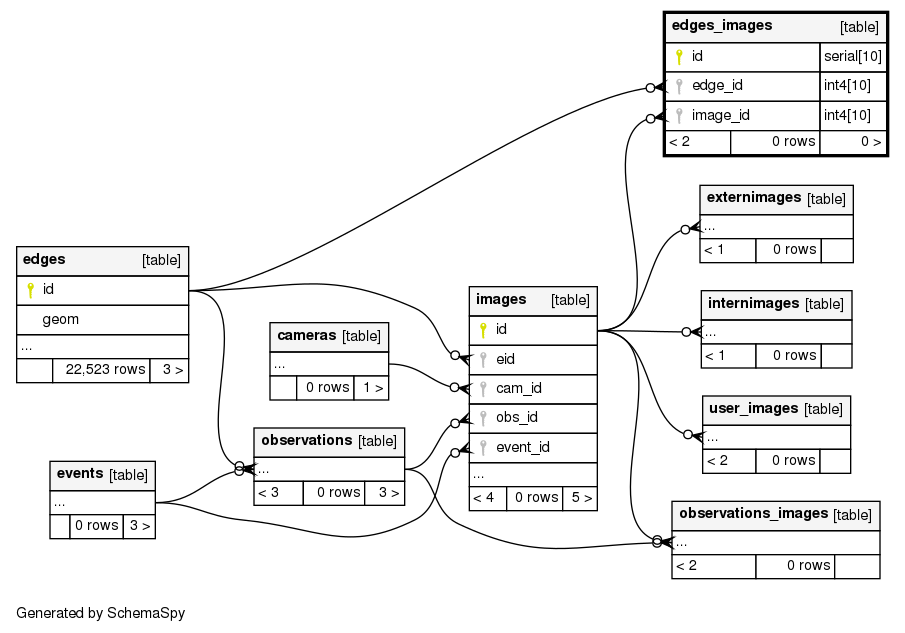 edges_images [table]
id serial[10]
edge_id int4[10]
image_id int4[10]
< 2 0 rows 0 >
externimages [table]
...
< 1 0 rows
edges [table]
id
geom
...
22,523 rows 3 >
images [table]
id
eid
cam_id
obs_id
event_id
...
< 4 0 rows 5 >
internimages [table]
...
< 1 0 rows
cameras [table]
...
0 rows 1 >
user_images [table]
...
< 2 0 rows
observations [table]
...
< 3 0 rows 3 >
events [table]
...
0 rows 3 >
observations_images [table]
...
< 2 0 rows
Generated by SchemaSpy